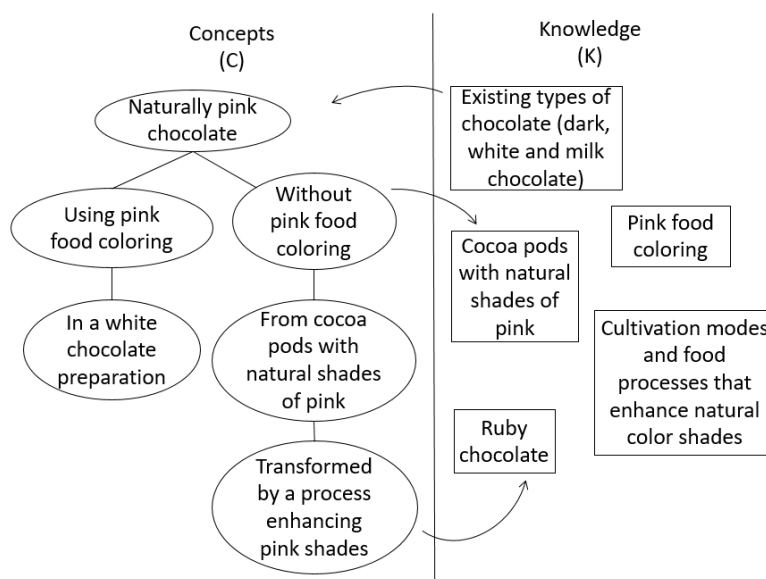 Concepts
(C)
Knowledge
(K)
Naturally pink
chocolate
Existing types of
chocolate (dark,
white and milk
chocolate)
Using pink
food coloring
Without
pink food
coloring
Cocoa pods
with natural
shades of
pink
Pink food
coloring
In a white
chocolate
preparation
From cocoa
pods with
natural shades
of pink
Cultivation modes
and food
processes that
enhance natural
color shades
Transformed
by a process
enhancing
pink shades
Ruby
chocolate